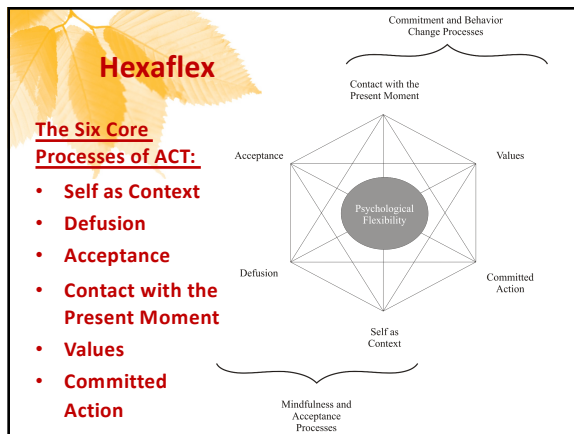 Hexaflex
The Six Core
Processes of ACT:
• Self as Context
• Defusion
• Acceptance
• Contact with the
Present Moment
• Values
• Committed
Action
Commitment and Behavior
Change Processes
Contact with the
Present Moment
Acceptance
Values
Psychological
Flexibility
Defusion
Committed
Action
Self as
Context
Mindfulness and
Acceptance
Processes